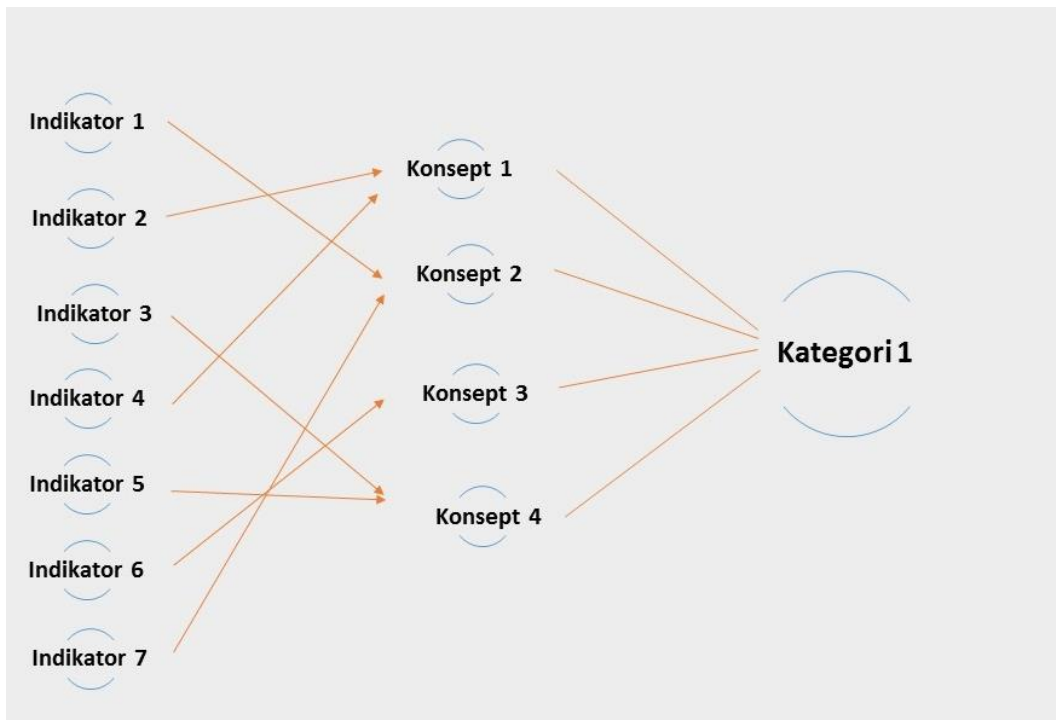 Indikator 1
Indikator 2
Indikator 3
Indikator 4
Indikator 5
Indikator 6
Indikator 7
Konsept 1
Konsept 2
Konsept 3
Konsept 4
Kategori 1